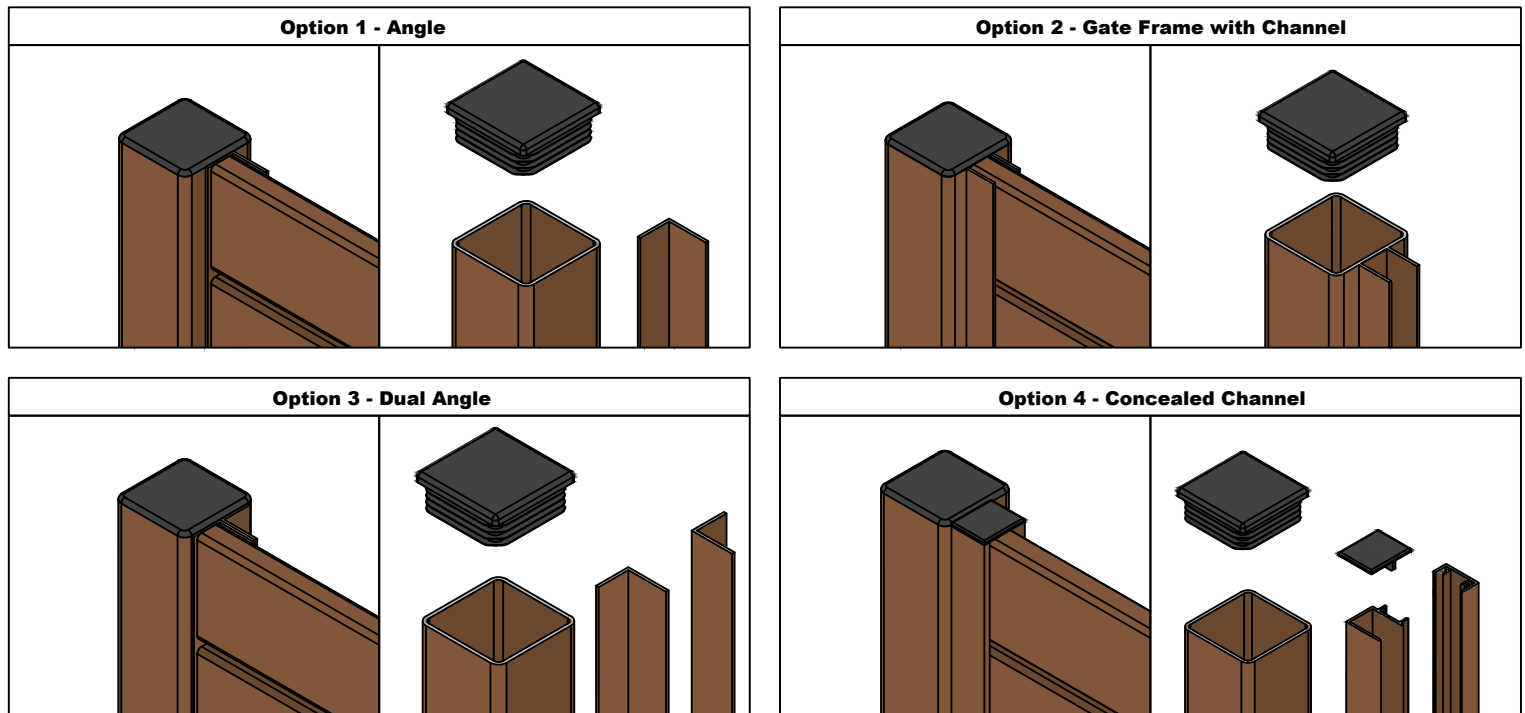 Option 1 - Angle
Option 2 - Gate Frame with Channel
Option 3 - Dual Angle
Option 4 - Concealed Channel